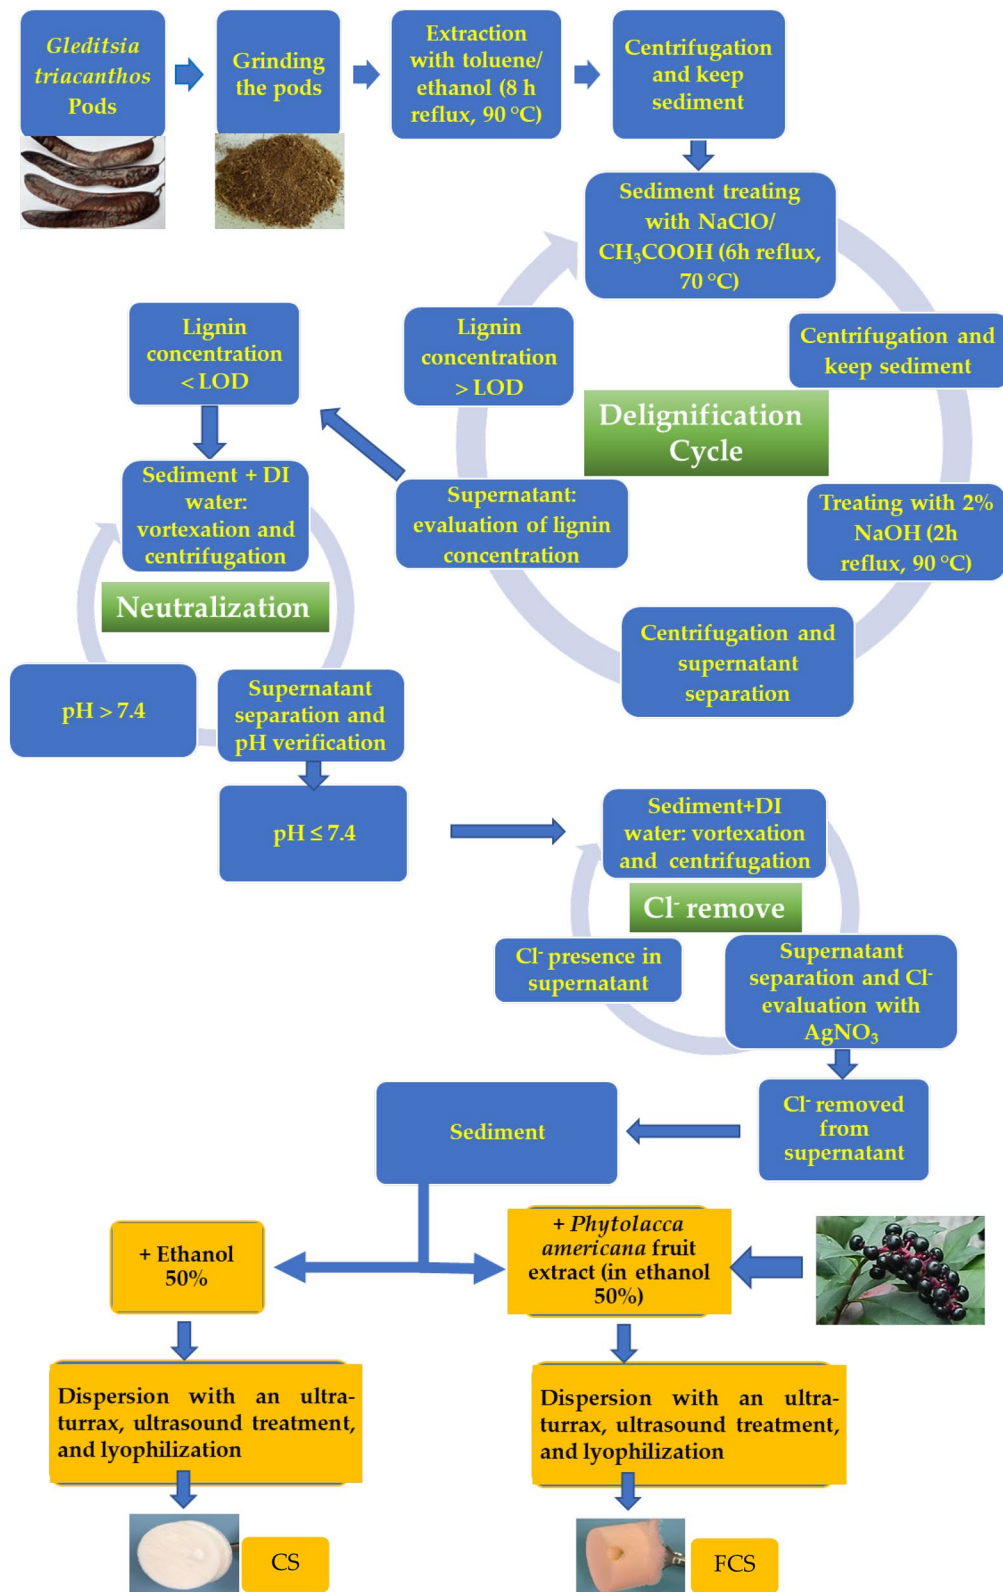 Gleditsia
triacanthos
Pods
Grinding
the pods
Extraction
with toluene/
ethanol (8 h
reflux, 90 °C)
Centrifugation
and keep
sediment
Sediment treating
with NaClO/
CH₃COOH (6h reflux,
70 °C)
Centrifugation and
keep sediment
Treating with 2%
NaOH (2h
reflux, 90 °C)
Centrifugation and
supernatant
separation
Supernatant:
evaluation of lignin
concentration
Lignin
concentration
> LOD
Delignification
Cycle
Lignin
concentration
< LOD
Sediment + DI
water:
vortexation and
centrifugation
Neutralization
Supernatant
separation and
pH verification
pH > 7.4
pH ≤ 7.4
Sediment+DI
water: vortexation
and centrifugation
Cl⁻ remove
Supernatant
separation and Cl⁻
evaluation with
AgNO₃
Cl⁻ presence in
supernatant
Cl⁻ removed
from
supernatant
Sediment
+ Ethanol
50%
+ Phytolacca
americana fruit
extract (in ethanol
50%)
Dispersion with an ultra-
turrax, ultrasound treatment,
and lyophilization
Dispersion with an ultra-
turrax, ultrasound treatment,
and lyophilization
CS
FCS